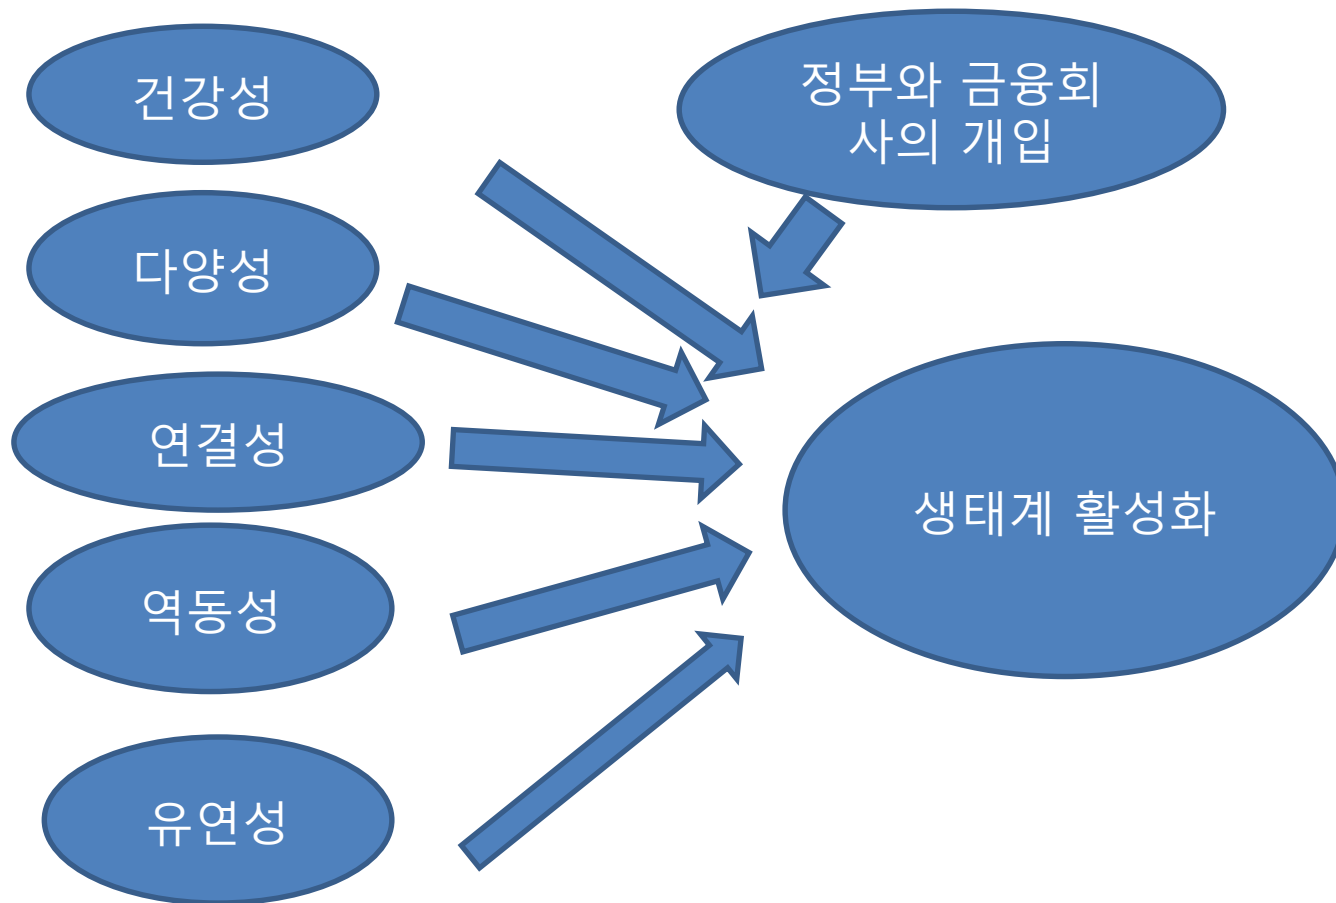 건강성
정부와 금융회
사의 개입
다양성
연결성
생태계 활성화
역동성
유연성